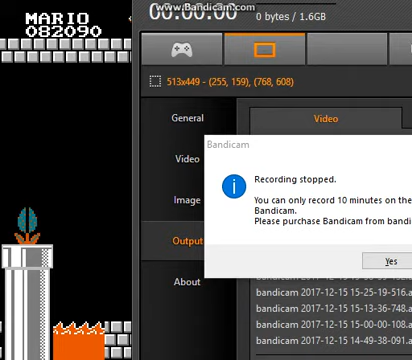 www.Bandicam.com
00:00:00
0 bytes / 1.6GB
MARIO
082090
513x449 - (255, 159), (768, 608)
General
Video
Video
Bandicam
Recording stopped.
You can only record 10 minutes on the
Bandicam.
Please purchase Bandicam from bandi
Yes
Image
Output
About
bandicam 2017-12-15 15-25-19-516.a
bandicam 2017-12-15 15-13-36-748.a
bandicam 2017-12-15 15-00-00-108.a
bandicam 2017-12-15 14-49-38-091.a